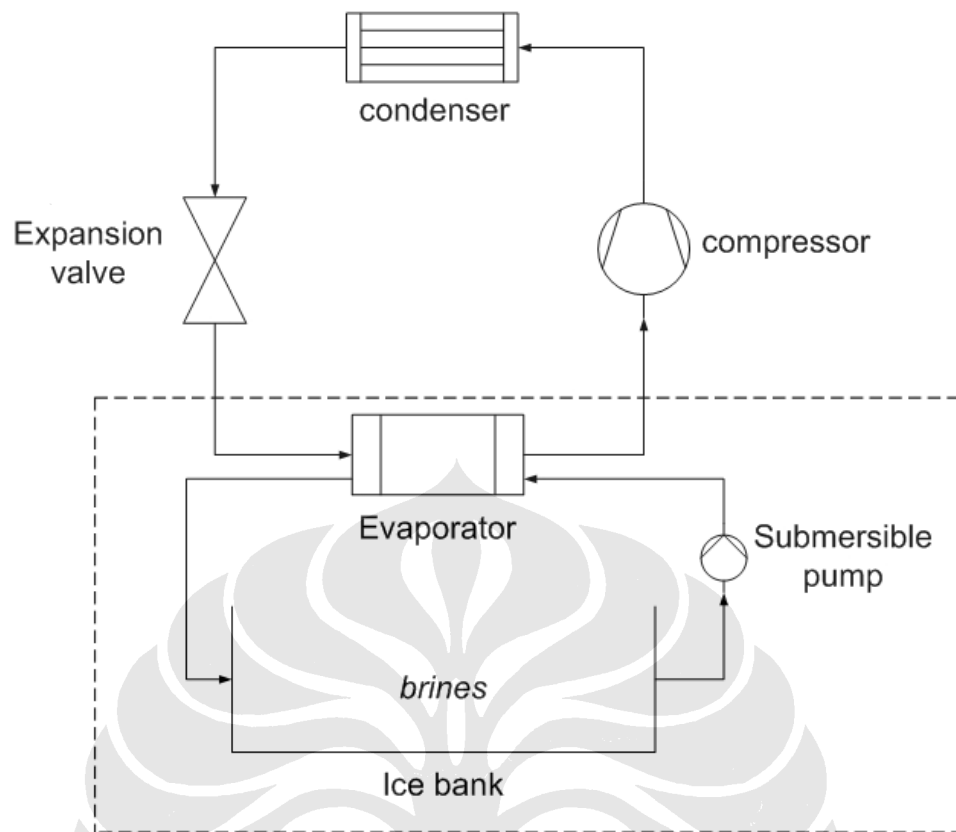 condenser
Expansion
valve
compressor
Evaporator
Submersible
pump
brines
Ice bank